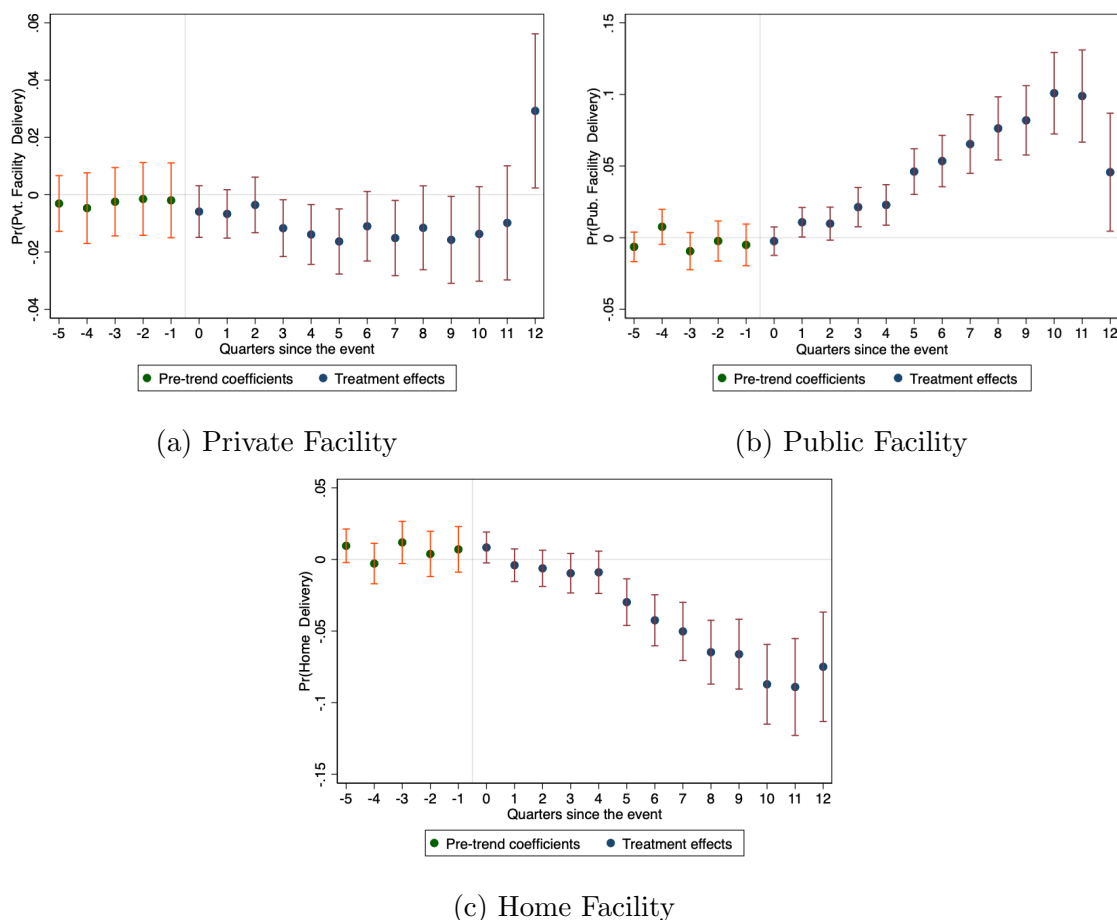 Pr(Pvt. Facility Delivery)
.06
.04
.02
0
-.02
-.04
-5 -4 -3 -2 -1 0 1 2 3 4 5 6 7 8 9 10 11 12
Quarters since the event
Pre-trend coefficients Treatment effects
(a) Private Facility
Pr(Pub. Facility Delivery)
.15
.1
.05
0
-.05
-5 -4 -3 -2 -1 0 1 2 3 4 5 6 7 8 9 10 11 12
Quarters since the event
Pre-trend coefficients Treatment effects
(b) Public Facility
Pr(Home Delivery)
.05
0
-.05
-.1
-.15
-5 -4 -3 -2 -1 0 1 2 3 4 5 6 7 8 9 10 11 12
Quarters since the event
Pre-trend coefficients Treatment effects
(c) Home Facility